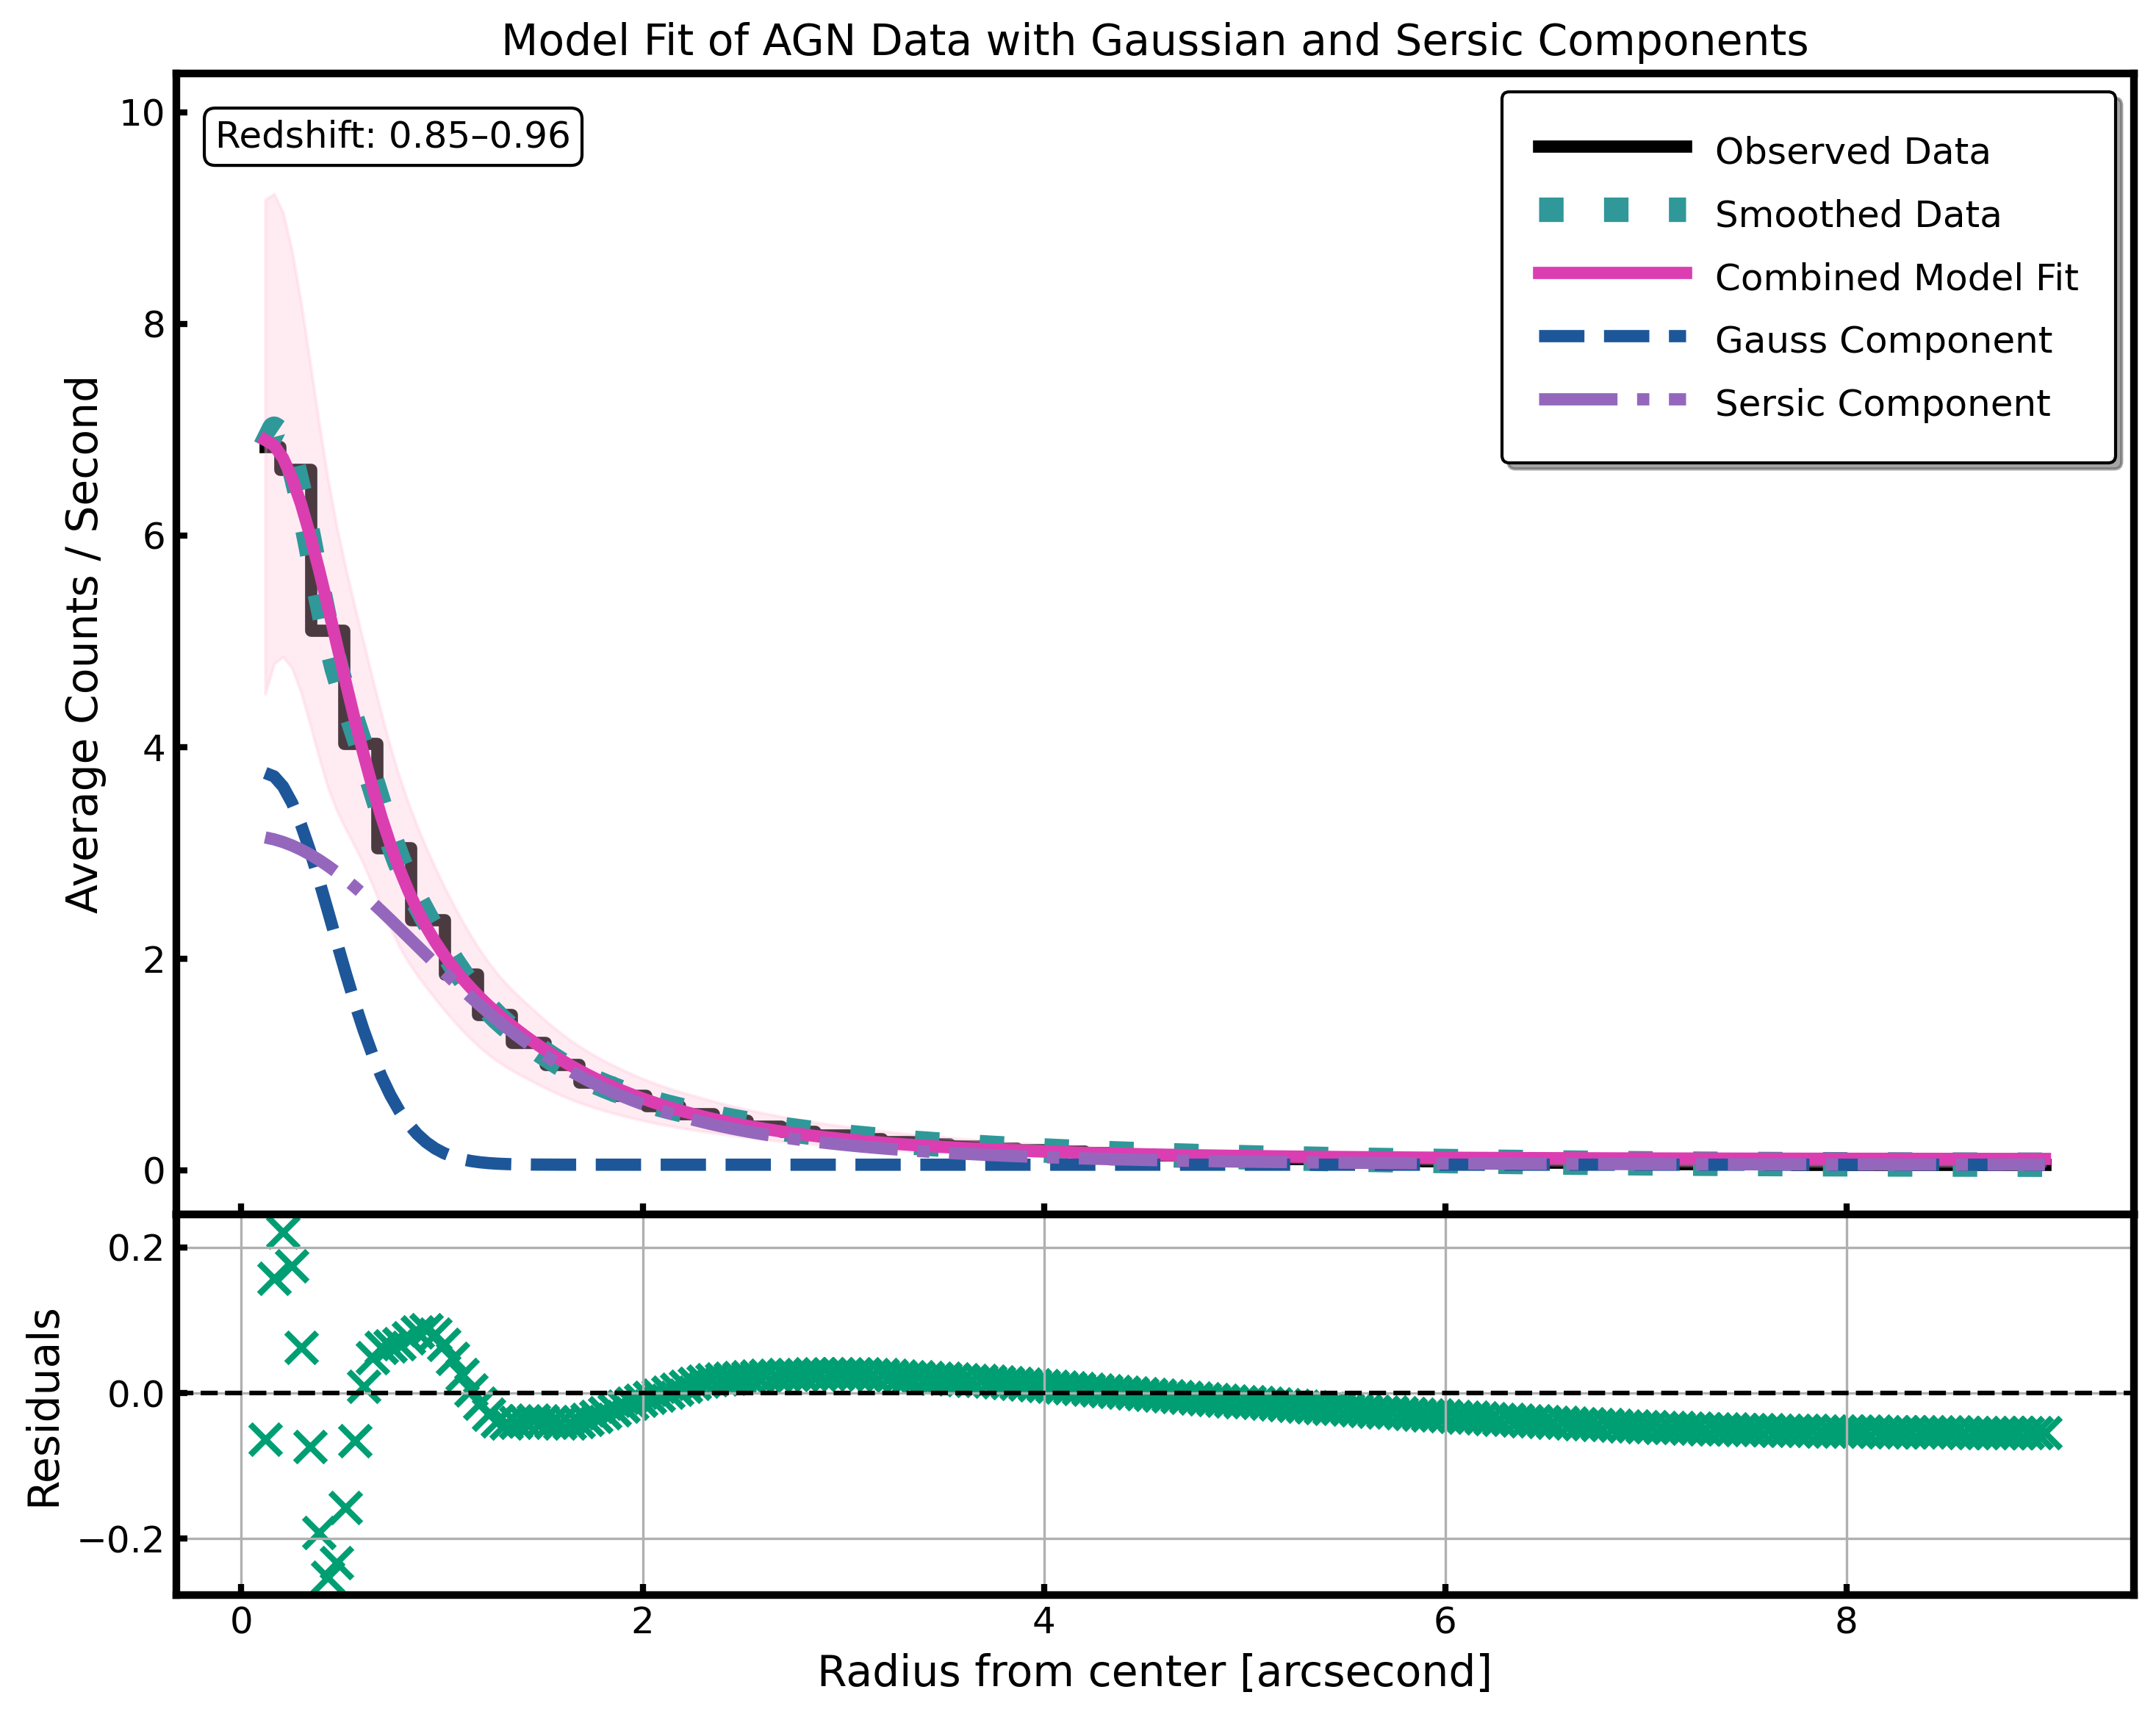 Model Fit of AGN Data with Gaussian and Sersic Components
Redshift: 0.85–0.96
Observed Data
Smoothed Data
Combined Model Fit
Gauss Component
Sersic Component
Average Counts / Second
10
8
6
4
2
0
Residuals
0.2
0.0
−0.2
0 2 4 6 8
Radius from center [arcsecond]